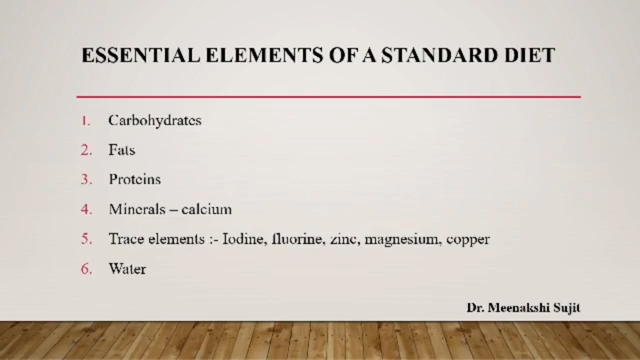 ESSENTIAL ELEMENTS OF A STANDARD DIET
1. Carbohydrates
2. Fats
3. Proteins
4. Minerals – calcium
5. Trace elements :- Iodine, fluorine, zinc, magnesium, copper
6. Water
Dr. Meenakshi Sujit